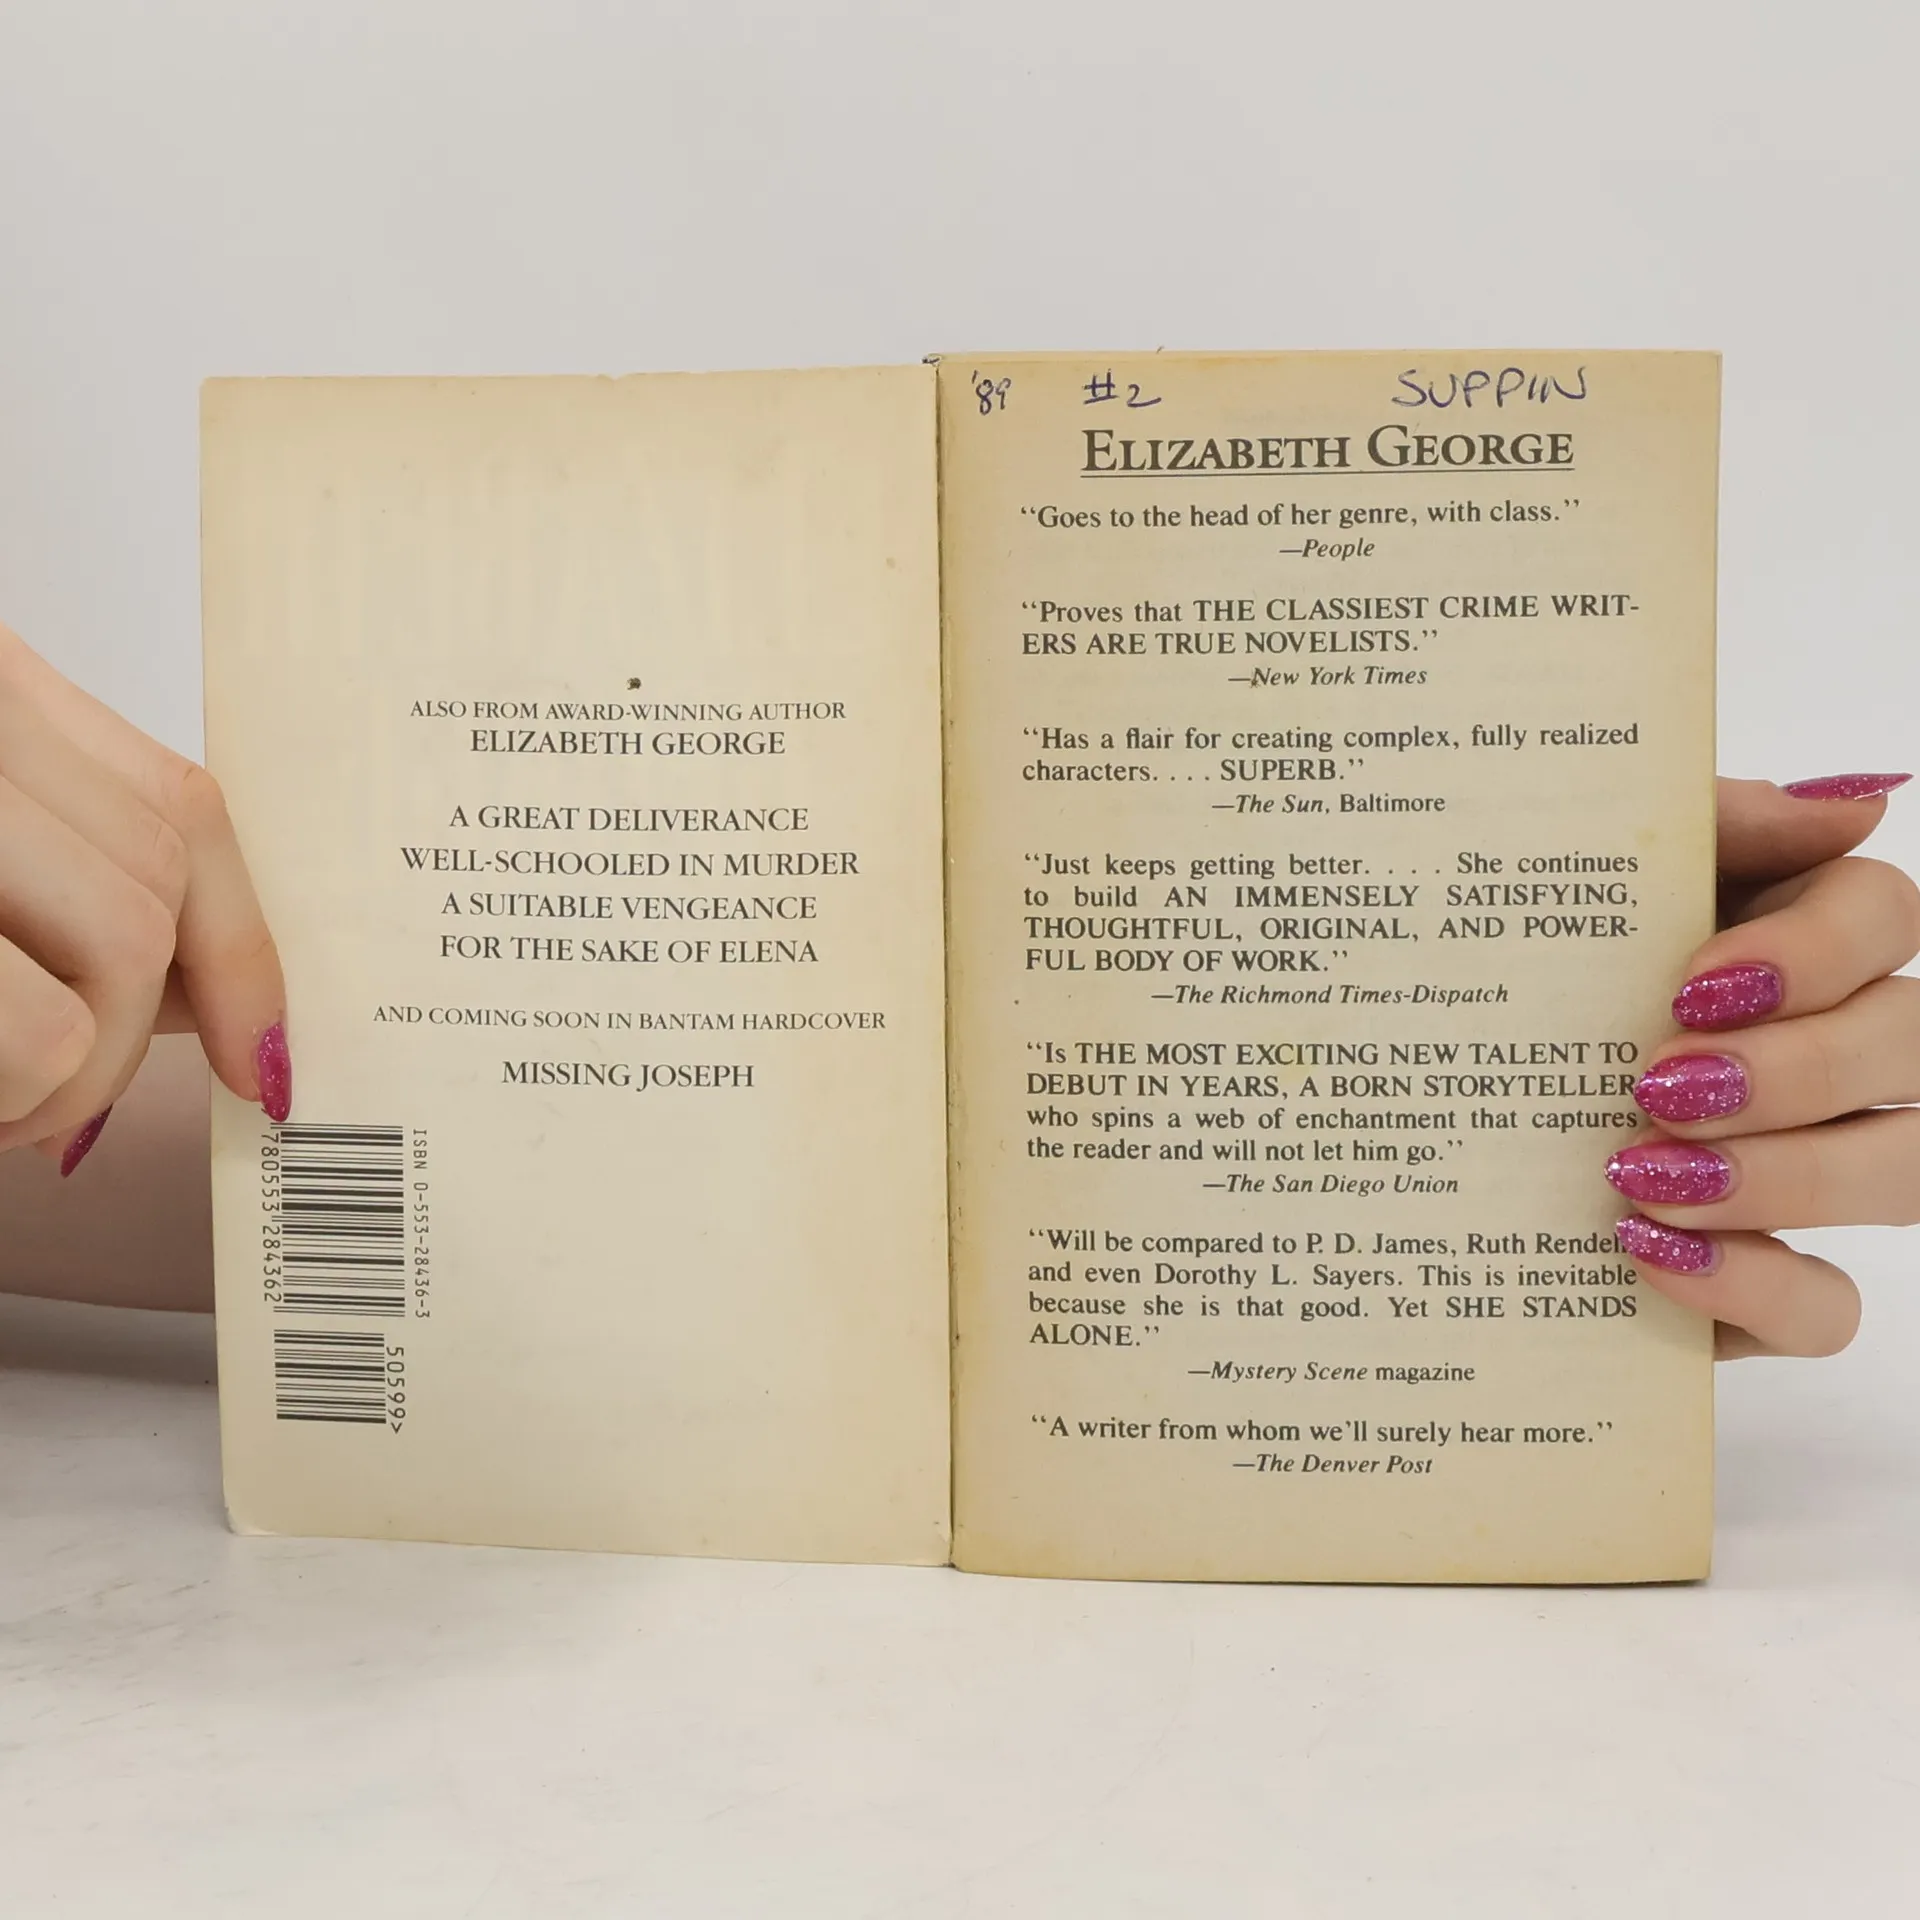 ALSO FROM AWARD-WINNING AUTHOR
ELIZABETH GEORGE
A GREAT DELIVERANCE
WELL-SCHOOLED IN MURDER
A SUITABLE VENGEANCE
FOR THE SAKE OF ELENA
AND COMING SOON IN BANTAM HARDCOVER
MISSING JOSEPH
ISBN 0-553-28436-3
780553 284362
50599>
'89 #2 SUPPIN
ELIZABETH GEORGE
“Goes to the head of her genre, with class.”
—People
“Proves that THE CLASSIEST CRIME WRIT-
ERS ARE TRUE NOVELISTS.”
—New York Times
“Has a flair for creating complex, fully realized
characters. . . . SUPERB.”
—The Sun, Baltimore
“Just keeps getting better. . . . She continues
to build AN IMMENSELY SATISFYING,
THOUGHTFUL, ORIGINAL, AND POWER-
FUL BODY OF WORK.”
—The Richmond Times-Dispatch
“Is THE MOST EXCITING NEW TALENT TO
DEBUT IN YEARS, A BORN STORYTELLER
who spins a web of enchantment that captures
the reader and will not let him go.”
—The San Diego Union
“Will be compared to P. D. James, Ruth
and even Dorothy L. Sayers. This is inevitable
because she is that good. Yet SHE STANDS
ALONE.”
—Mystery Scene magazine
“A writer from whom we'll surely hear more.”
—The Denver Post